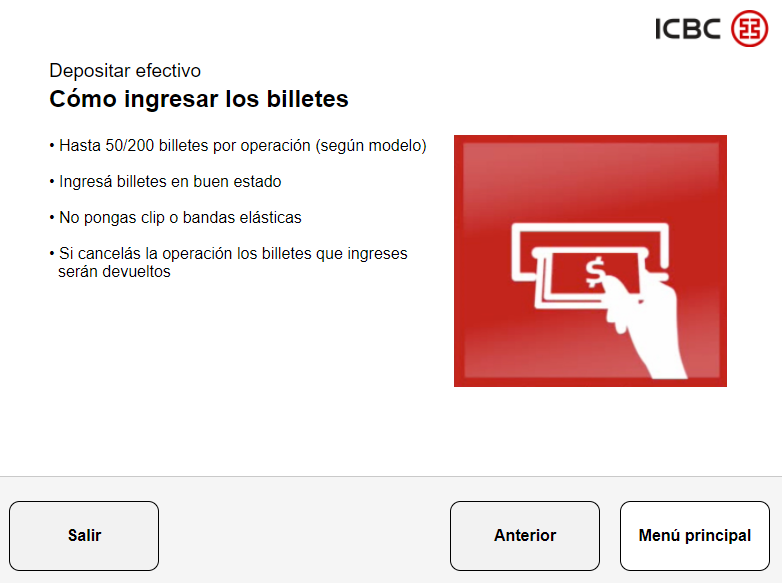 ICBC
Depositar efectivo
Cómo ingresar los billetes
• Hasta 50/200 billetes por operación (según modelo)
• Ingresá billetes en buen estado
• No pongas clip o bandas elásticas
• Si cancelás la operación los billetes que ingreses
serán devueltos
$
Salir
Anterior
Menú principal